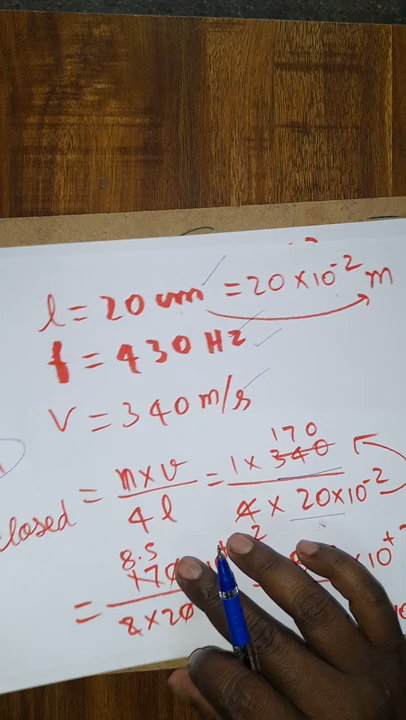 l = 20 cm = 20 × 10^-2 m
f = 430 Hz
v = 340 m/s
170
closed = n×v / 4l = 1 × 340 / 4 × 20×10^-2
8.5 2
= 170 / 8×20 10^+